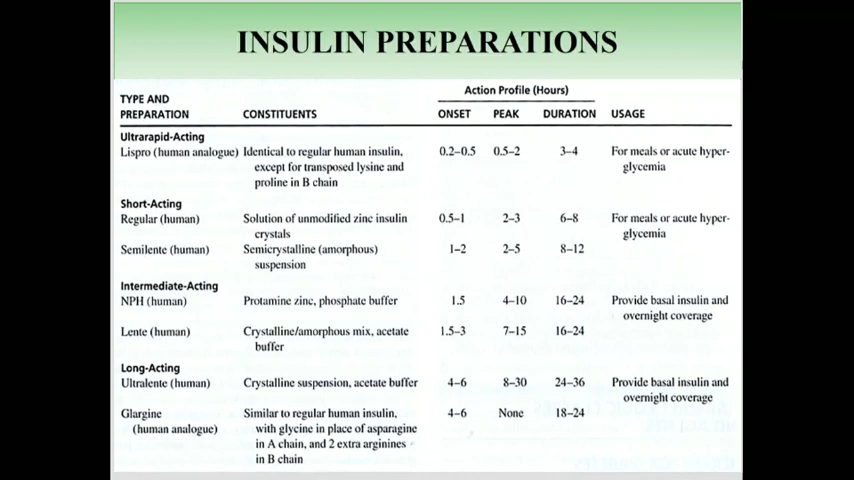 INSULIN PREPARATIONS
Action Profile (Hours)
TYPE AND
PREPARATION CONSTITUENTS ONSET PEAK DURATION USAGE
Ultrarapid-Acting
Lispro (human analogue) Identical to regular human insulin, 0.2–0.5 0.5–2 3–4 For meals or acute hyper-
except for transposed lysine and glycemia
proline in B chain
Short-Acting
Regular (human) Solution of unmodified zinc insulin 0.5–1 2–3 6–8 For meals or acute hyper-
crystals glycemia
Semilente (human) Semicrystalline (amorphous) 1–2 2–5 8–12
suspension
Intermediate-Acting
NPH (human) Protamine zinc, phosphate buffer 1.5 4–10 16–24 Provide basal insulin and
overnight coverage
Lente (human) Crystalline/amorphous mix, acetate 1.5–3 7–15 16–24
buffer
Long-Acting
Ultralente (human) Crystalline suspension, acetate buffer 4–6 8–30 24–36 Provide basal insulin and
overnight coverage
Glargine Similar to regular human insulin, 4–6 None 18–24
(human analogue) with glycine in place of asparagine
in A chain, and 2 extra arginines
in B chain